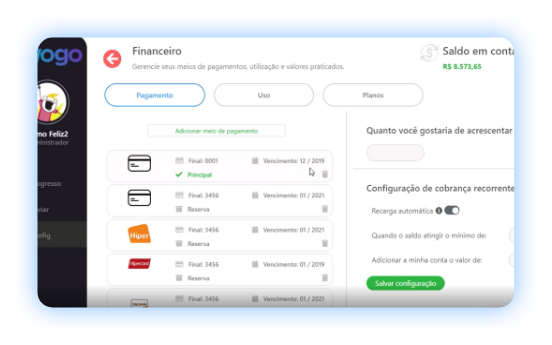 ogo
Financeiro
Gerencie seus meios de pagamentos, utilização e valores praticados.
Saldo em conta
R$ 8.573,65
Pagamento
Uso
Planos
mo Feliz2
ministrador
ogresso
viar
nfig
Adicionar meio de pagamento
Final: 0001
Vencimento: 12 / 2019
Principal
Final: 3456
Vencimento: 01 / 2021
Reserva
Hiper
Final: 3456
Vencimento: 01 / 2021
Reserva
Hipercard
Final: 3456
Vencimento: 01 / 2019
Reserva
Final: 3456
Vencimento: 01 / 2021
Quanto você gostaria de acrescentar
Configuração de cobrança recorrente
Recarga automática
Quando o saldo atingir o mínimo de:
Adicionar a minha conta o valor de:
Salvar configuração